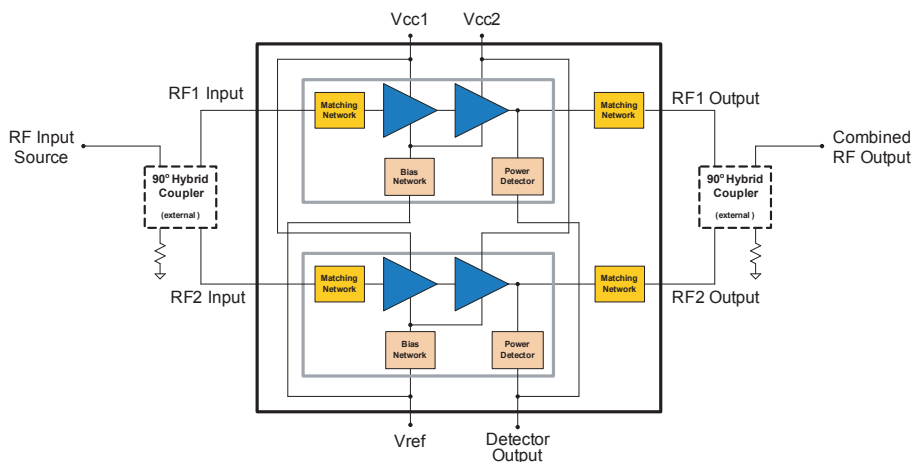 Vcc1
Vcc2
RF1 Input
Matching
Network
Matching
Network
RF1 Output
RF Input
Source
Combined
RF Output
Bias
Network
Power
Detector
90° Hybrid
Coupler
(external )
90° Hybrid
Coupler
(external )
RF2 Input
Matching
Network
Matching
Network
RF2 Output
Bias
Network
Power
Detector
Vref
Detector
Output